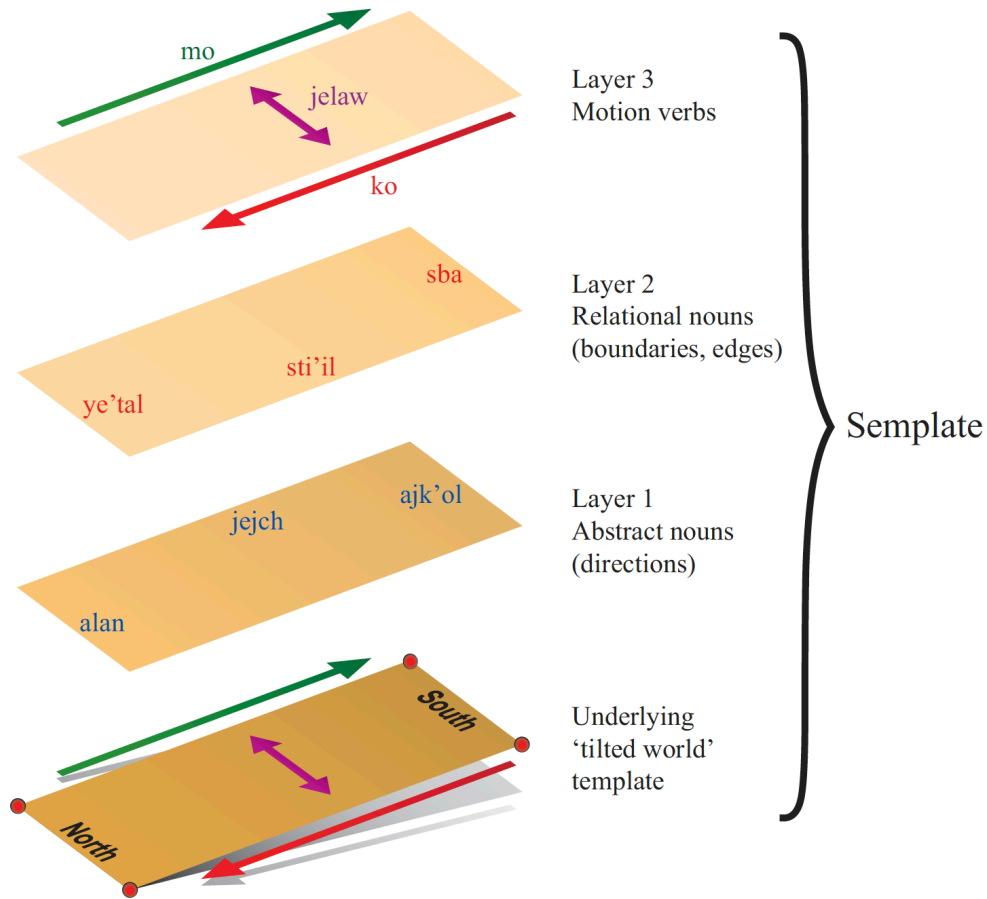 mo
jelaw
ko
Layer 3
Motion verbs
sba
sti’il
ye’tal
Layer 2
Relational nouns
(boundaries, edges)
Semplate
ajk’ol
jejch
alan
Layer 1
Abstract nouns
(directions)
South
North
Underlying
‘tilted world’
template